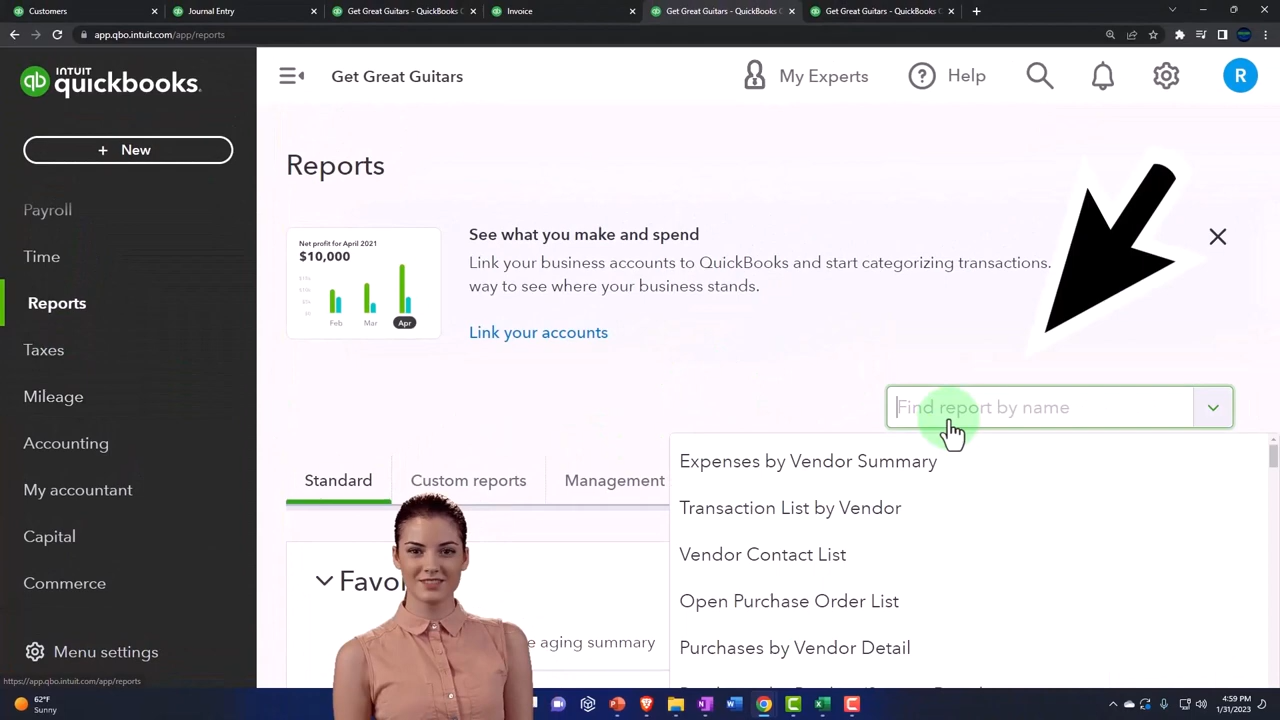 Customers
Journal Entry
Get Great Guitars - QuickBooks C
Invoice
Get Great Guitars - QuickBooks C
Get Great Guitars - QuickBooks C
app.qbo.intuit.com/app/reports
INTUIT
quickbooks.
Get Great Guitars
My Experts
Help
R
+ New
Payroll
Time
Reports
Taxes
Mileage
Accounting
My accountant
Capital
Commerce
Menu settings
Reports
Net profit for April 2021
$10,000
Feb
Mar
Apr
See what you make and spend
Link your business accounts to QuickBooks and start categorizing transactions.
way to see where your business stands.
Link your accounts
Find report by name
Standard
Custom reports
Management
Expenses by Vendor Summary
Transaction List by Vendor
Vendor Contact List
Open Purchase Order List
Purchases by Vendor Detail
Favo
e aging summary
https://app.qbo.intuit.com/app/reports
62°F
Sunny
4:59 PM
1/31/2023